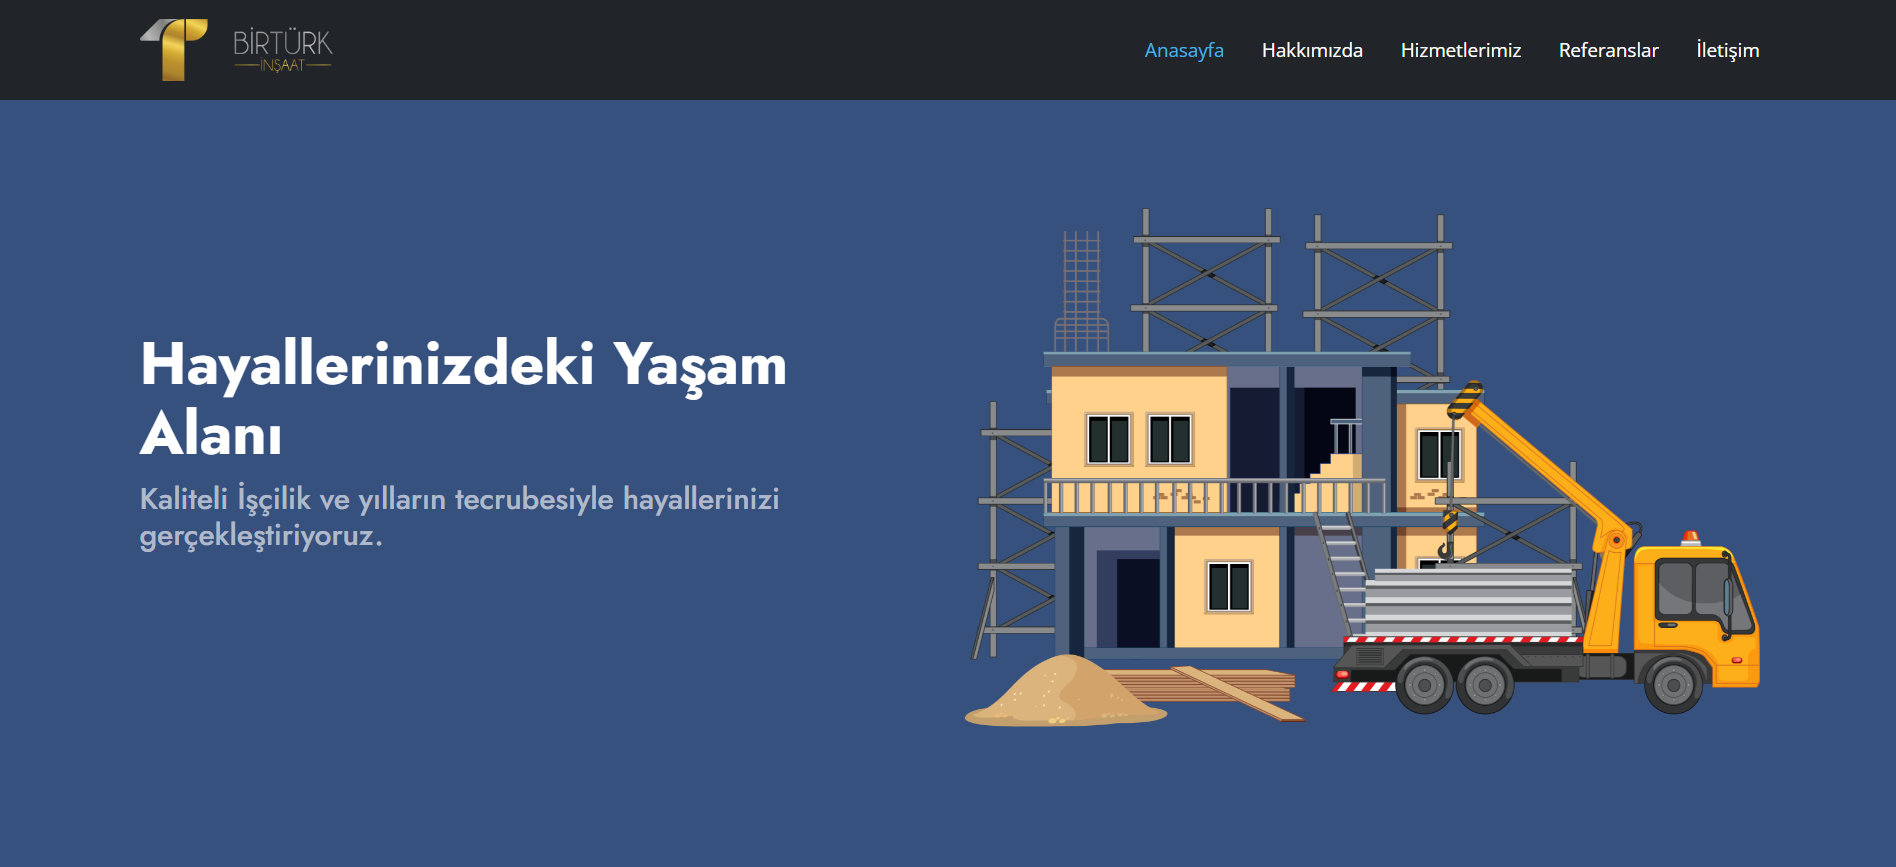 BİRTÜRK
İNŞAAT
Anasayfa Hakkımızda Hizmetlerimiz Referanslar İletişim
Hayallerinizdeki Yaşam
Alanı
Kaliteli İşçilik ve yılların tecrubesiyle hayallerinizi
gerçekleştiriyoruz.